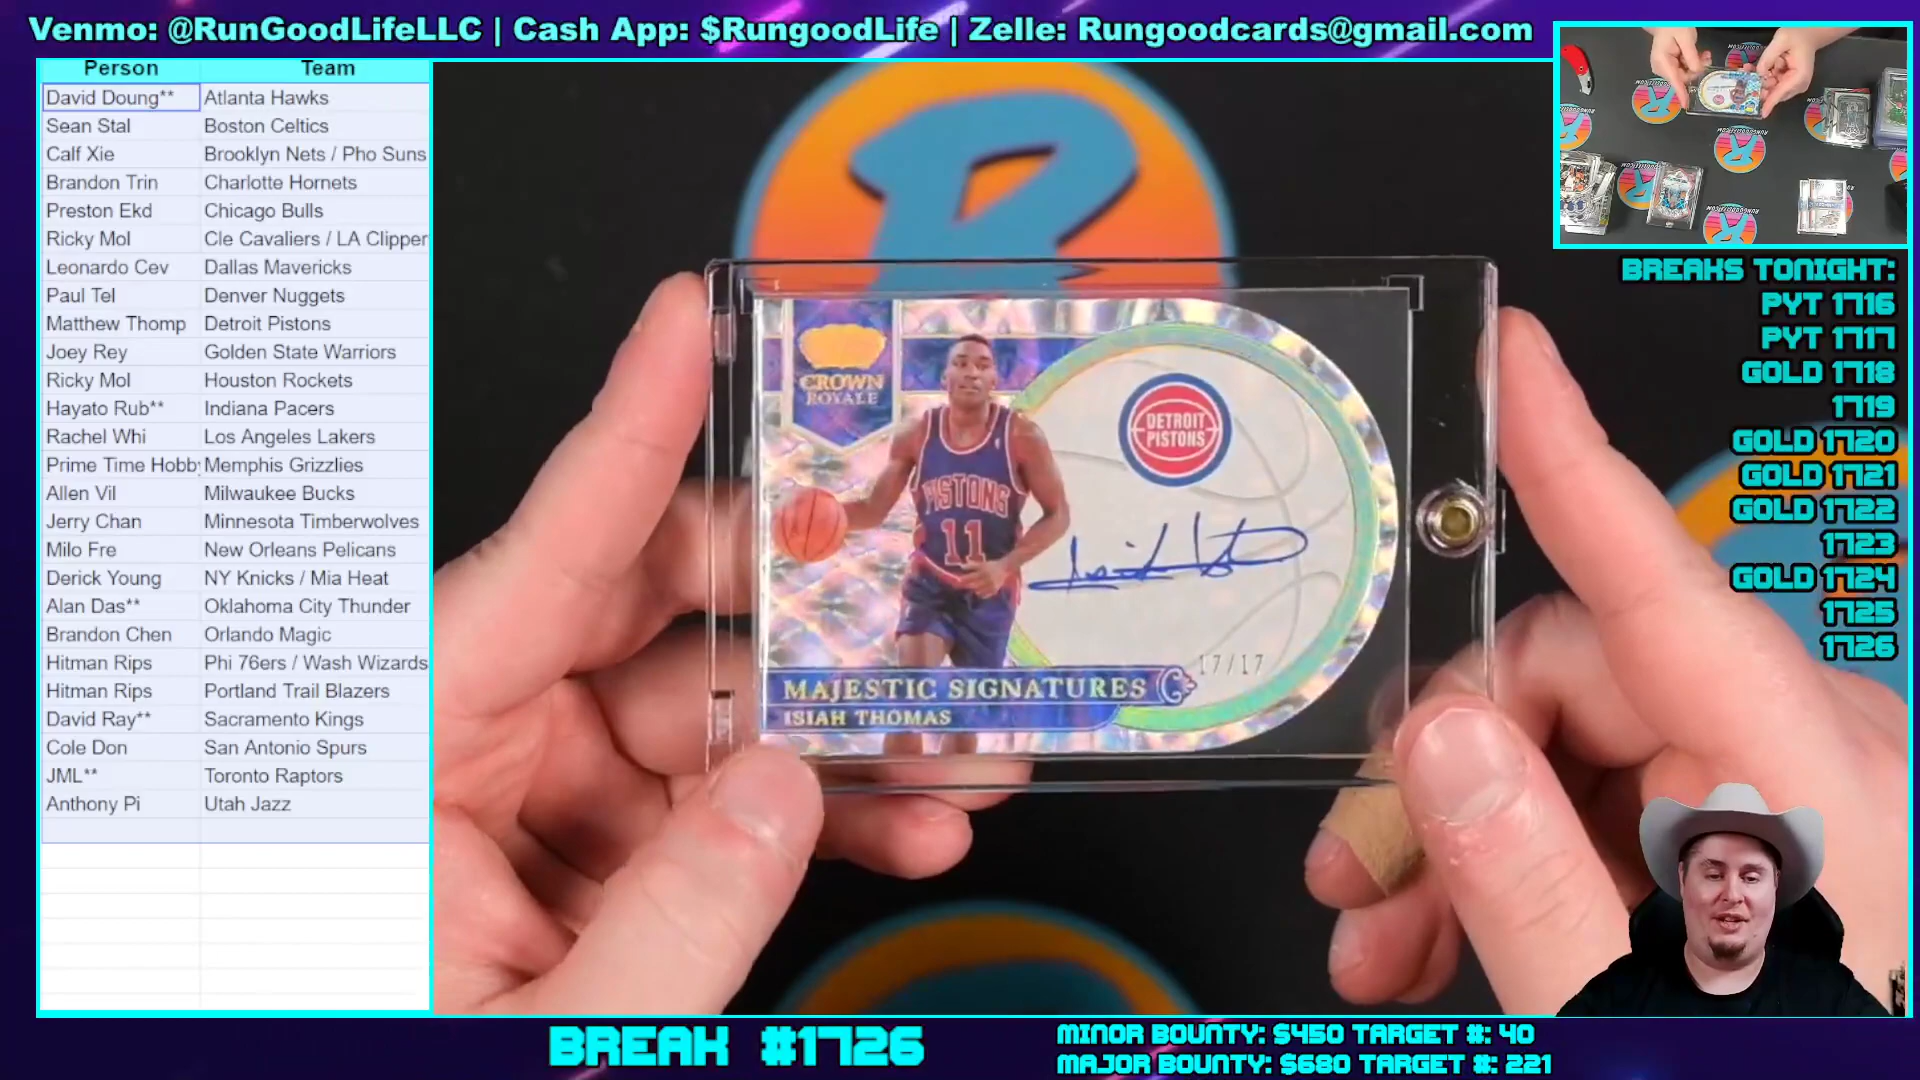 Venmo: @RunGoodLifeLLC | Cash App: $RungoodLife | Zelle: Rungoodcards@gmail.com
Person Team
David Doung** Atlanta Hawks
Sean Stal Boston Celtics
Calf Xie Brooklyn Nets / Pho Suns
Brandon Trin Charlotte Hornets
Preston Ekd Chicago Bulls
Ricky Mol Cle Cavaliers / LA Clipper
Leonardo Cev Dallas Mavericks
Paul Tel Denver Nuggets
Matthew Thomp Detroit Pistons
Joey Rey Golden State Warriors
Ricky Mol Houston Rockets
Hayato Rub** Indiana Pacers
Rachel Whi Los Angeles Lakers
Prime Time Hobby Memphis Grizzlies
Allen Vil Milwaukee Bucks
Jerry Chan Minnesota Timberwolves
Milo Fre New Orleans Pelicans
Derick Young NY Knicks / Mia Heat
Alan Das** Oklahoma City Thunder
Brandon Chen Orlando Magic
Hitman Rips Phi 76ers / Wash Wizards
Hitman Rips Portland Trail Blazers
David Ray** Sacramento Kings
Cole Don San Antonio Spurs
JML** Toronto Raptors
Anthony Pi Utah Jazz
R
CROWN
ROYALE
DETROIT
PISTONS
PISTONS
11
17/17
MAJESTIC SIGNATURES
ISIAH THOMAS
BREAKS TONIGHT:
PYT 1716
PYT 1717
GOLD 1718
1719
GOLD 1720
GOLD 1721
GOLD 1722
1723
GOLD 1724
1725
1726
BREAK #1726
MINOR BOUNTY: $450 TARGET #: 40
MAJOR BOUNTY: $680 TARGET #: 221